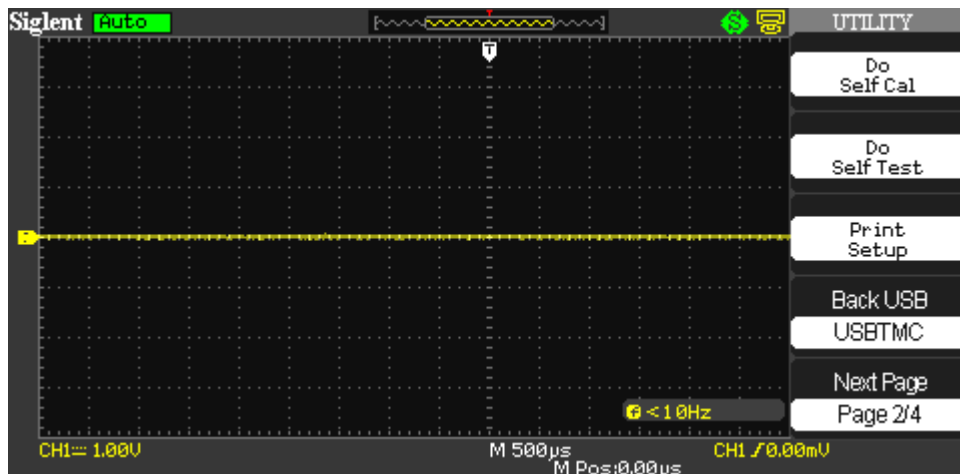 Siglent Auto
UTILITY
T
Do
Self Cal
Do
Self Test
Print
Setup
Back USB
USBTMC
f <10Hz
Next Page
Page 2/4
CH1 1.00V
M 500µs
CH1 0.00mV
M Pos:0.00µs